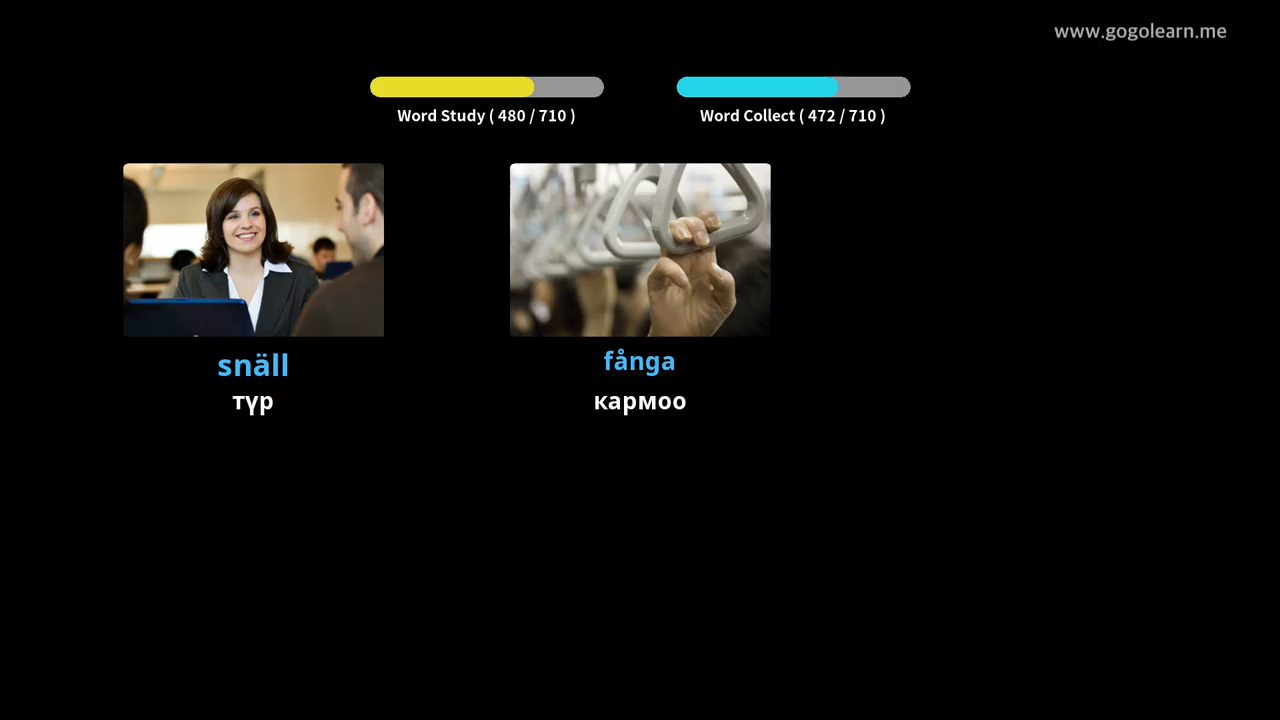 www.gogolearn.me
Word Study ( 480 / 710 )
Word Collect ( 472 / 710 )
snäll
түр
fånga
кармоо